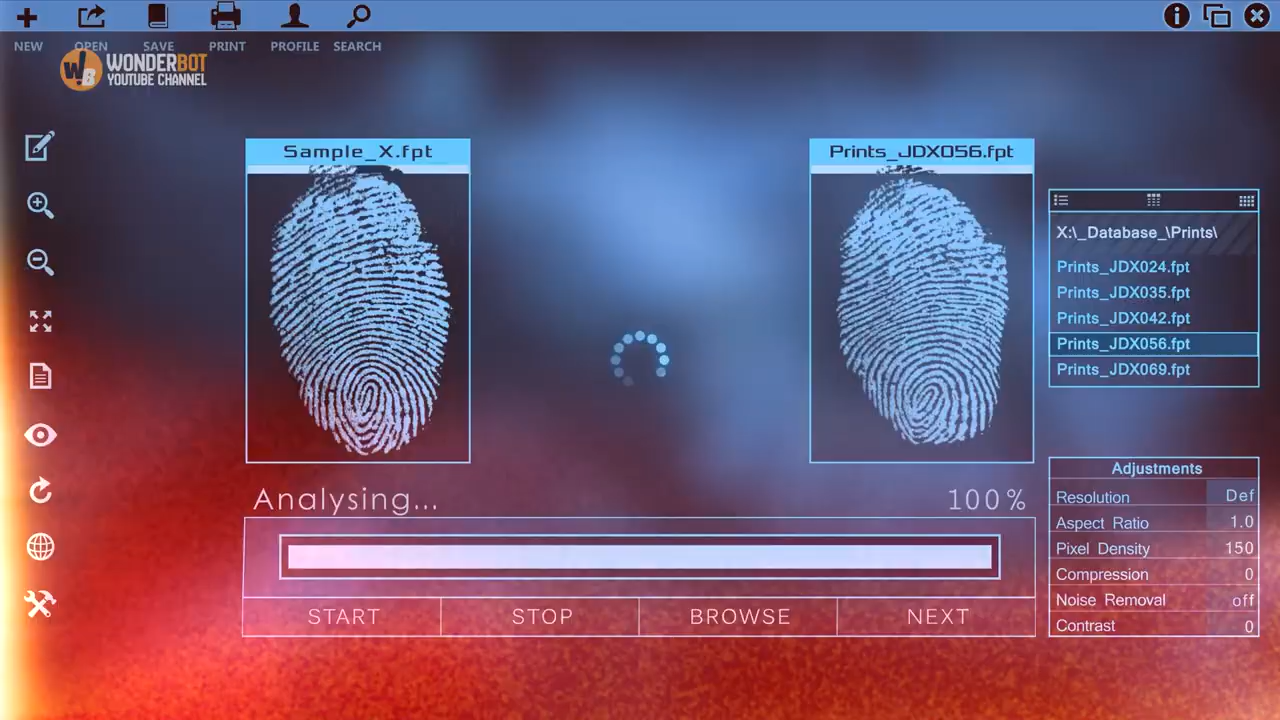 NEW OPEN SAVE PRINT PROFILE SEARCH
WONDERBOT
YOUTUBE CHANNEL
W!B
Sample_X.fpt
Prints_JDX056.fpt
X:\_Database_\Prints\
Prints_JDX024.fpt
Prints_JDX035.fpt
Prints_JDX042.fpt
Prints_JDX056.fpt
Prints_JDX069.fpt
Analysing... 100%
START STOP BROWSE NEXT
Adjustments
Resolution Def
Aspect Ratio 1.0
Pixel Density 150
Compression 0
Noise Removal off
Contrast 0